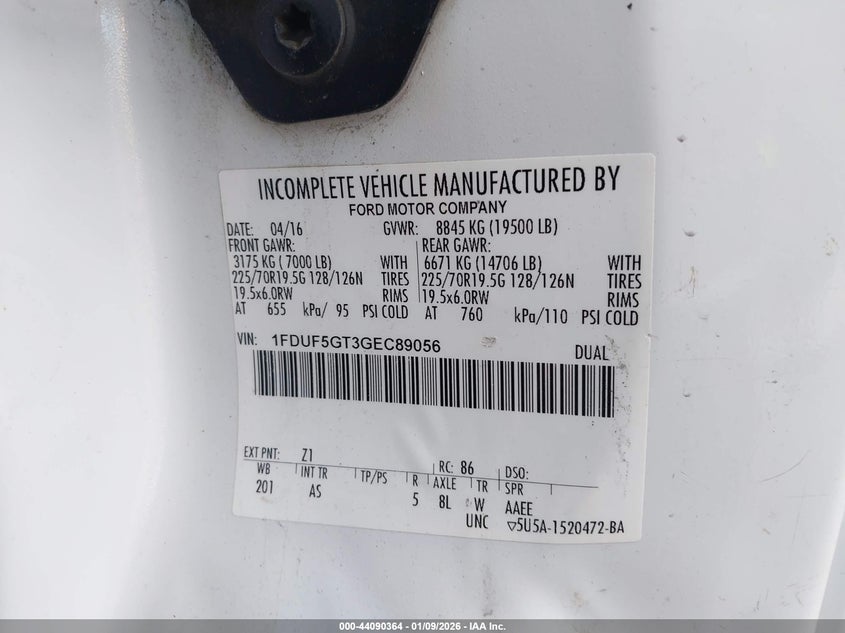 INCOMPLETE VEHICLE MANUFACTURED BY
FORD MOTOR COMPANY
DATE: 04/16 GVWR: 8845 KG (19500 LB)
FRONT GAWR: REAR GAWR:
3175 KG ( 7000 LB) WITH 6671 KG (14706 LB) WITH
225/70R19.5G 128/126N TIRES 225/70R19.5G 128/126N TIRES
19.5x6.0RW RIMS 19.5x6.0RW RIMS
AT 655 kPa/ 95 PSI COLD AT 760 kPa/110 PSI COLD
VIN: 1FDUF5GT3GEC89056 DUAL
EXT PNT: Z1 RC: 86 DSO:
WB INT TR TP/PS R AXLE TR SPR
201 AS 5 8L W AAEE
UNC ▽5U5A-1520472-BA
000-44090364 - 01/09/2026 - IAA Inc.